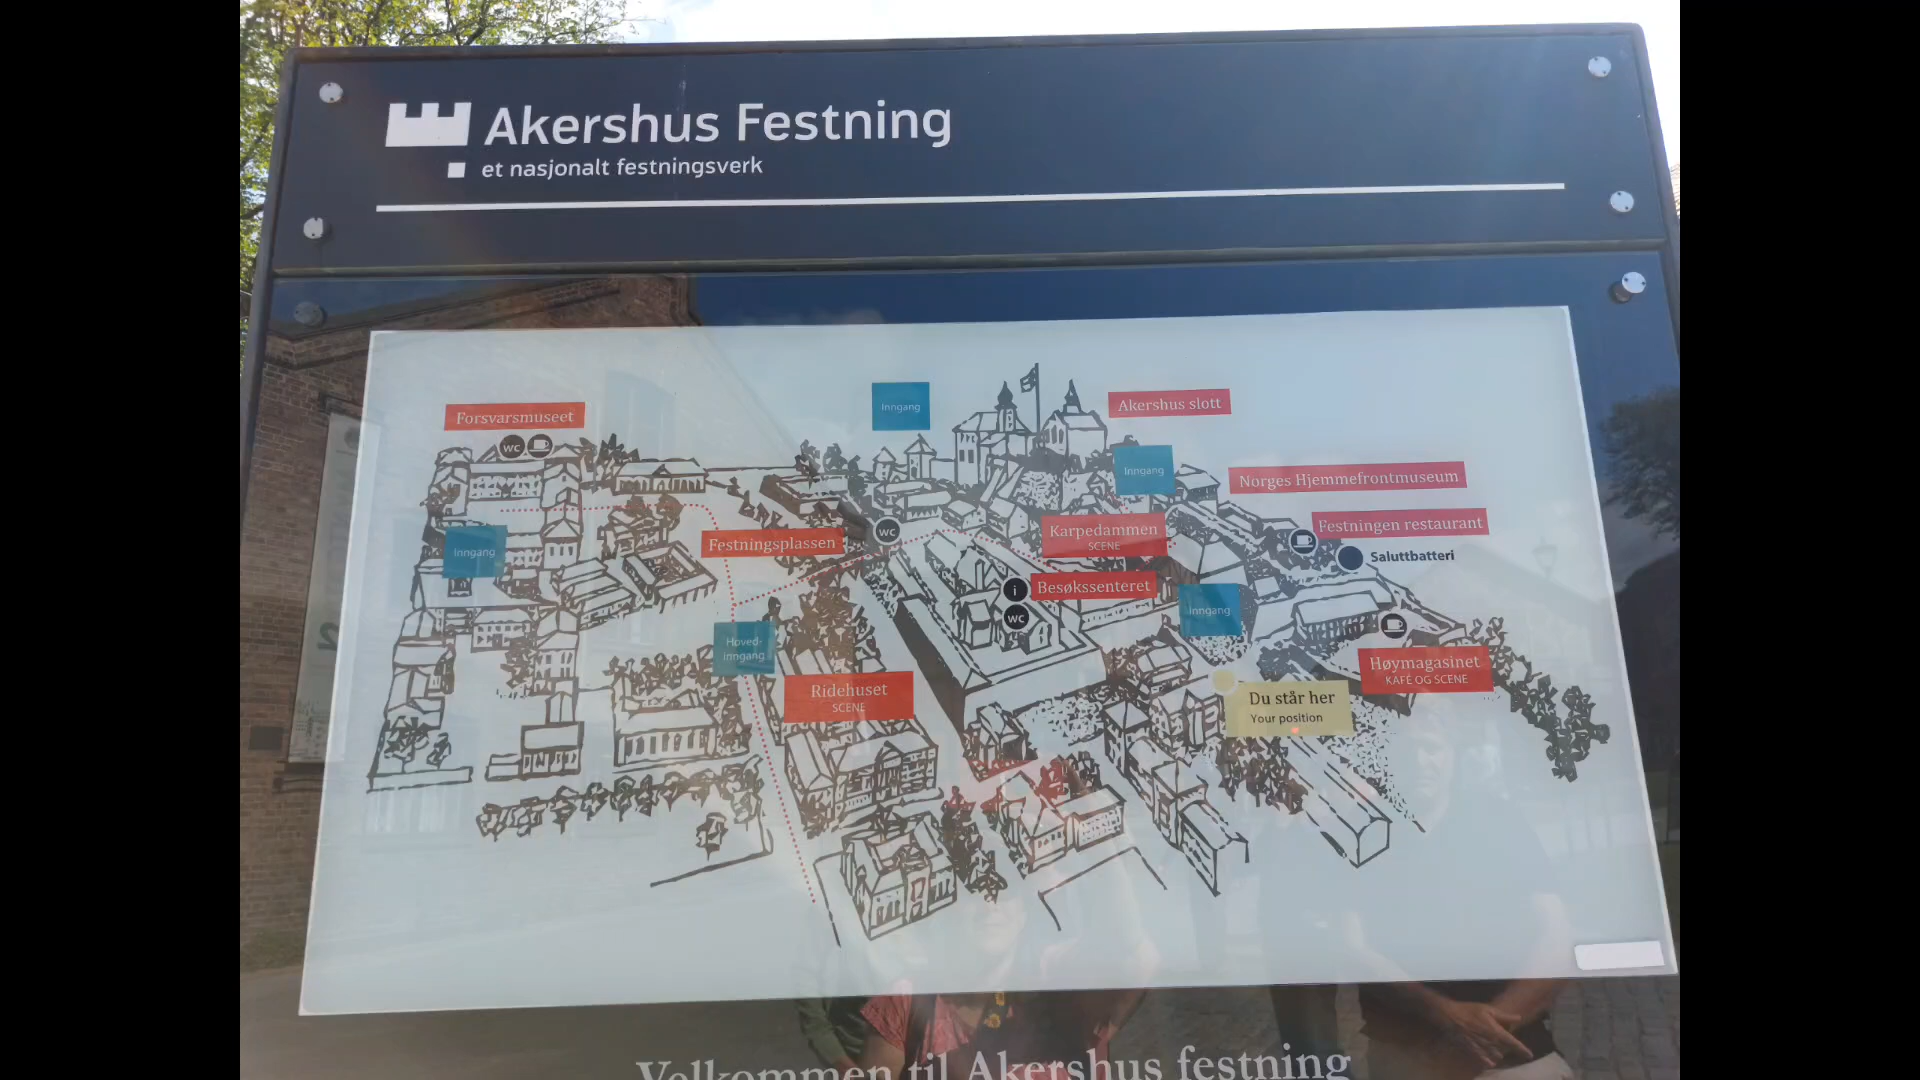 Akershus Festning
et nasjonalt festningsverk
Inngang
Akershus slott
Forsvarsmuseet
WC
Inngang
Norges Hjemmefrontmuseum
Festningen restaurant
Saluttbatteri
Karpedammen
SCENE
WC
Festningsplassen
Inngang
i
Besøkssenteret
WC
Inngang
Hoved-
inngang
Høymagasinet
KAFÉ OG SCENE
Ridehuset
SCENE
Du står her
Your position
Velkommen til Akershus festning